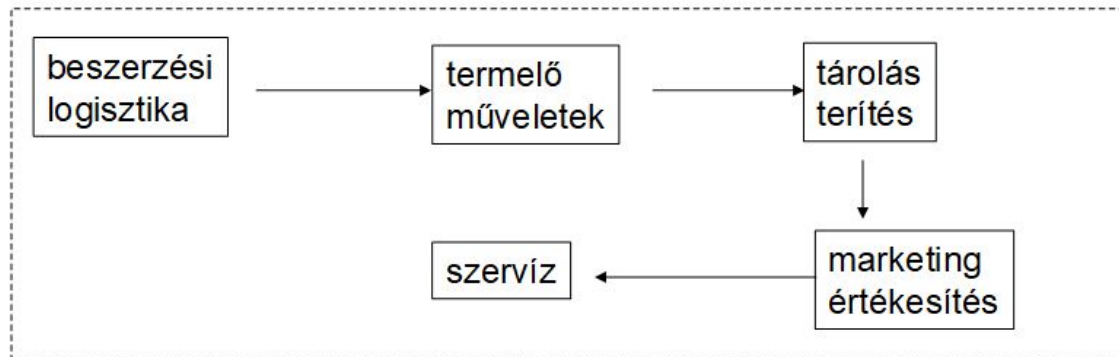 beszerzési
logisztika
termelő
műveletek
tárolás
terítés
marketing
értékesítés
szervíz